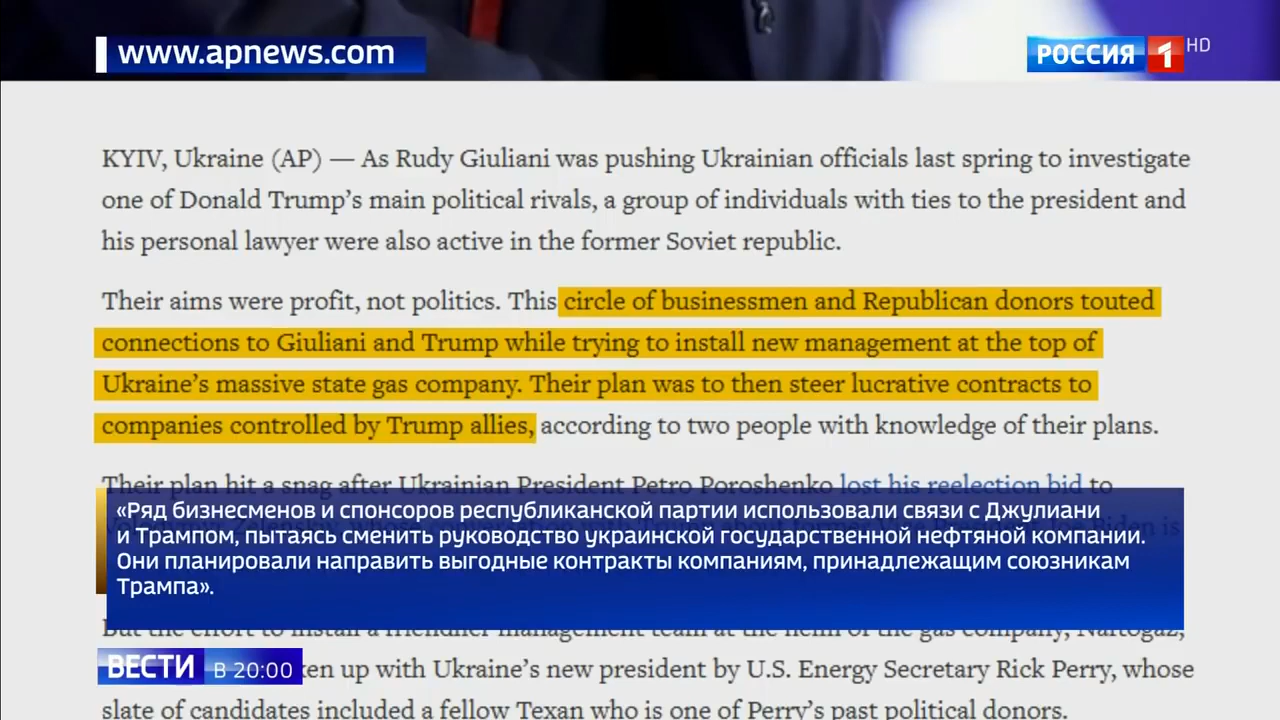 www.apnews.com
РОССИЯ 1 HD
KYIV, Ukraine (AP) — As Rudy Giuliani was pushing Ukrainian officials last spring to investigate
one of Donald Trump’s main political rivals, a group of individuals with ties to the president and
his personal lawyer were also active in the former Soviet republic.
Their aims were profit, not politics. This circle of businessmen and Republican donors touted
connections to Giuliani and Trump while trying to install new management at the top of
Ukraine’s massive state gas company. Their plan was to then steer lucrative contracts to
companies controlled by Trump allies, according to two people with knowledge of their plans.
Their plan hit a snag after Ukrainian President Petro Poroshenko lost his reelection bid to
«Ряд бизнесменов и спонсоров республиканской партии использовали связи с Джулиани
и Трампом, пытаясь сменить руководство украинской государственной нефтяной компании.
Они планировали направить выгодные контракты компаниям, принадлежащим союзникам
Трампа».
But the effort to install a friendlier management team at the helm of the gas company, Naftogaz,
ВЕСТИ В 20:00
up with Ukraine’s new president by U.S. Energy Secretary Rick Perry, whose
slate of candidates included a fellow Texan who is one of Perry’s past political donors.